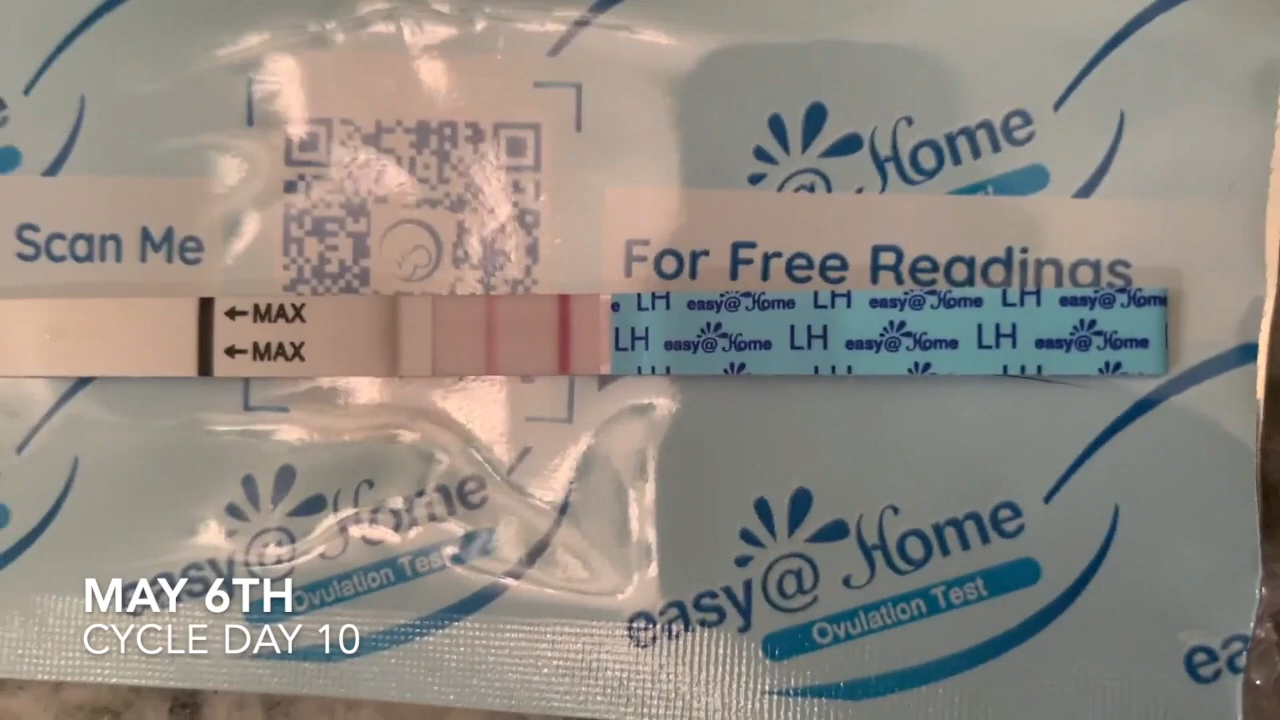 Home
Scan Me
For Free Readings
LH easy@Home LH easy@Home LH easy@Home
←MAX
←MAX
LH easy@Home LH easy@Home LH easy@Home
easy@Home
Ovulation Test
easy@Home
Ovulation Test
ea
MAY 6TH
CYCLE DAY 10